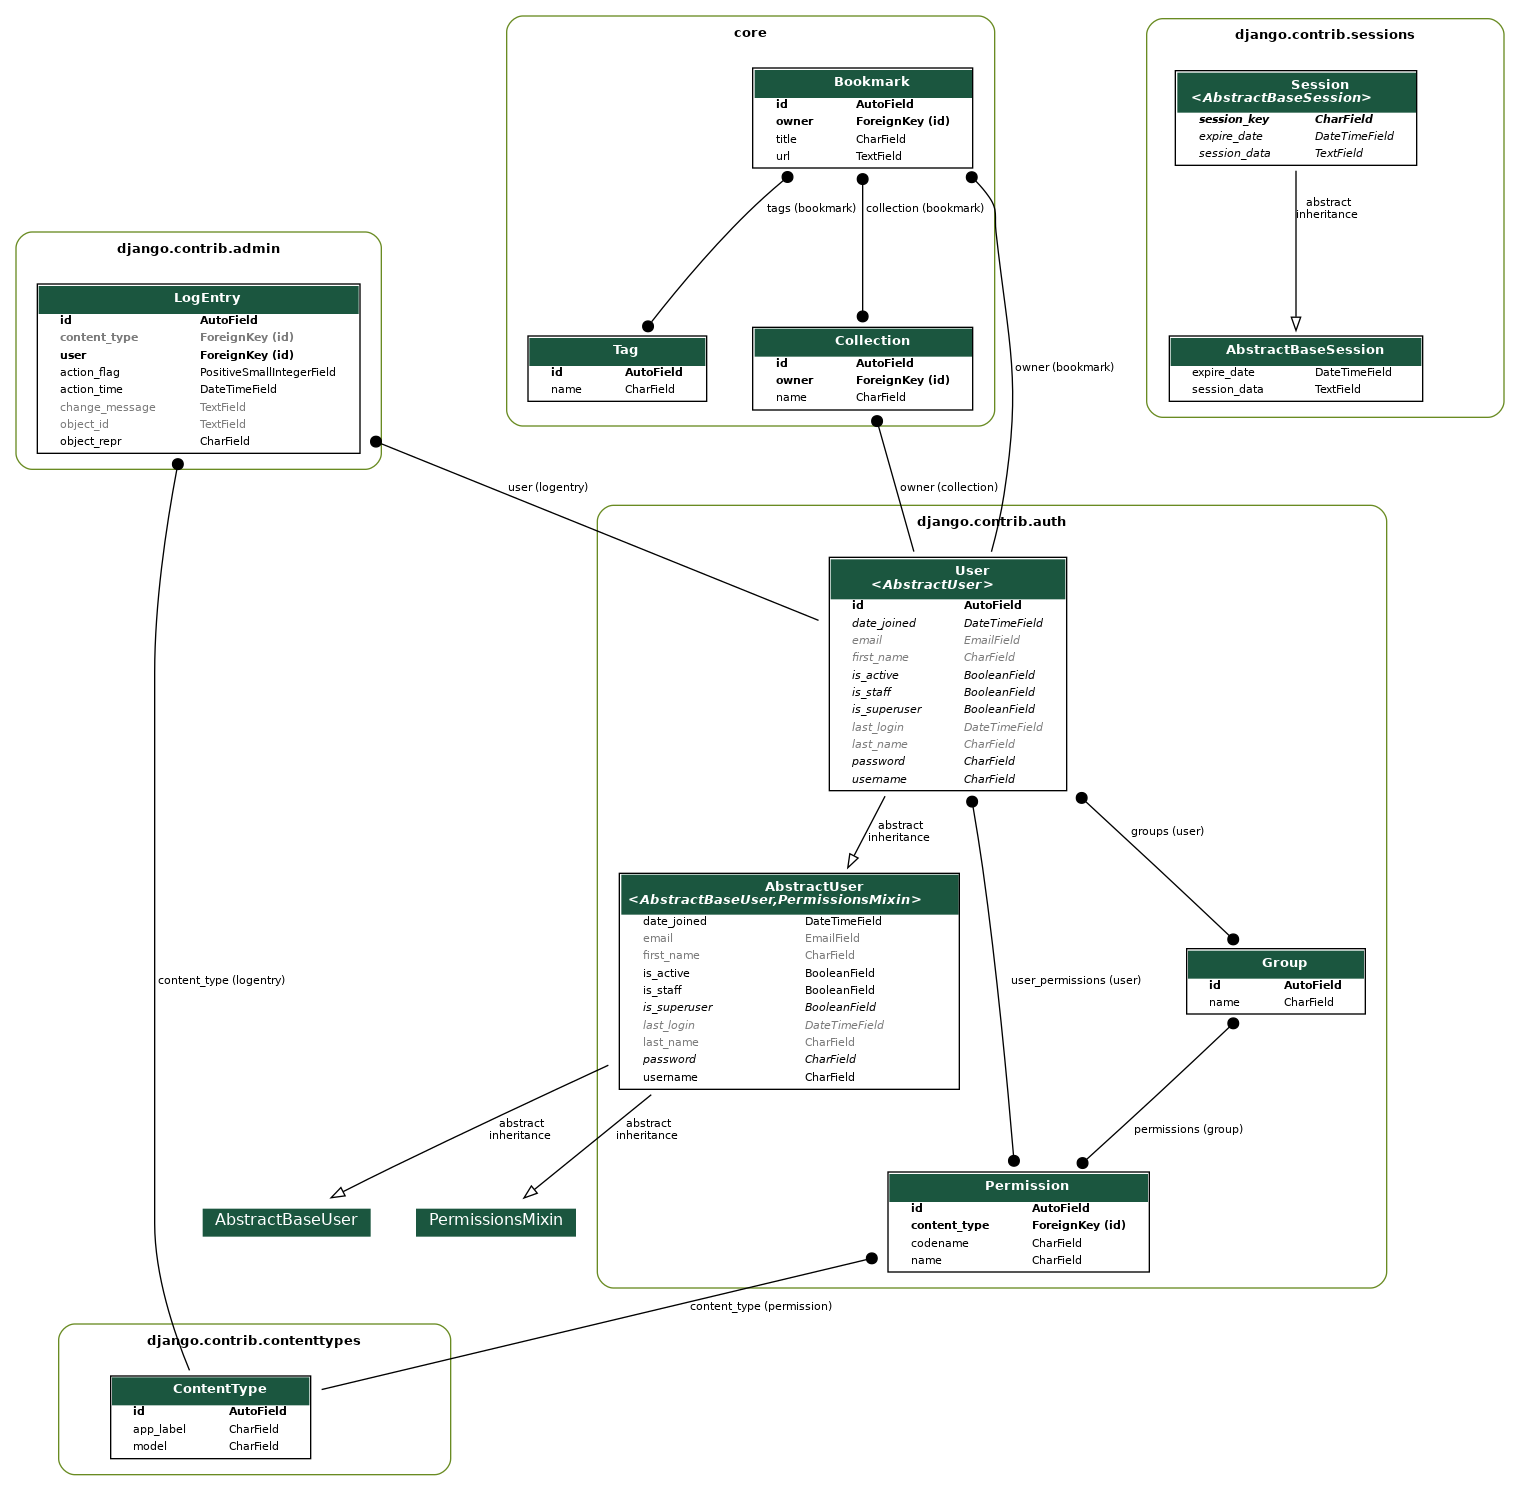 core
Bookmark
id AutoField
owner ForeignKey (id)
title CharField
url TextField
tags (bookmark)
collection (bookmark)
Tag
id AutoField
name CharField
Collection
id AutoField
owner ForeignKey (id)
name CharField
owner (bookmark)
owner (collection)
django.contrib.sessions
Session
<AbstractBaseSession>
session_key CharField
expire_date DateTimeField
session_data TextField
abstract
inheritance
AbstractBaseSession
expire_date DateTimeField
session_data TextField
django.contrib.admin
LogEntry
id AutoField
content_type ForeignKey (id)
user ForeignKey (id)
action_flag PositiveSmallIntegerField
action_time DateTimeField
change_message TextField
object_id TextField
object_repr CharField
user (logentry)
content_type (logentry)
django.contrib.auth
User
<AbstractUser>
id AutoField
date_joined DateTimeField
email EmailField
first_name CharField
is_active BooleanField
is_staff BooleanField
is_superuser BooleanField
last_login DateTimeField
last_name CharField
password CharField
username CharField
abstract
inheritance
groups (user)
AbstractUser
<AbstractBaseUser,PermissionsMixin>
date_joined DateTimeField
email EmailField
first_name CharField
is_active BooleanField
is_staff BooleanField
is_superuser BooleanField
last_login DateTimeField
last_name CharField
password CharField
username CharField
user_permissions (user)
Group
id AutoField
name CharField
abstract
inheritance
abstract
inheritance
permissions (group)
AbstractBaseUser
PermissionsMixin
Permission
id AutoField
content_type ForeignKey (id)
codename CharField
name CharField
content_type (permission)
django.contrib.contenttypes
ContentType
id AutoField
app_label CharField
model CharField